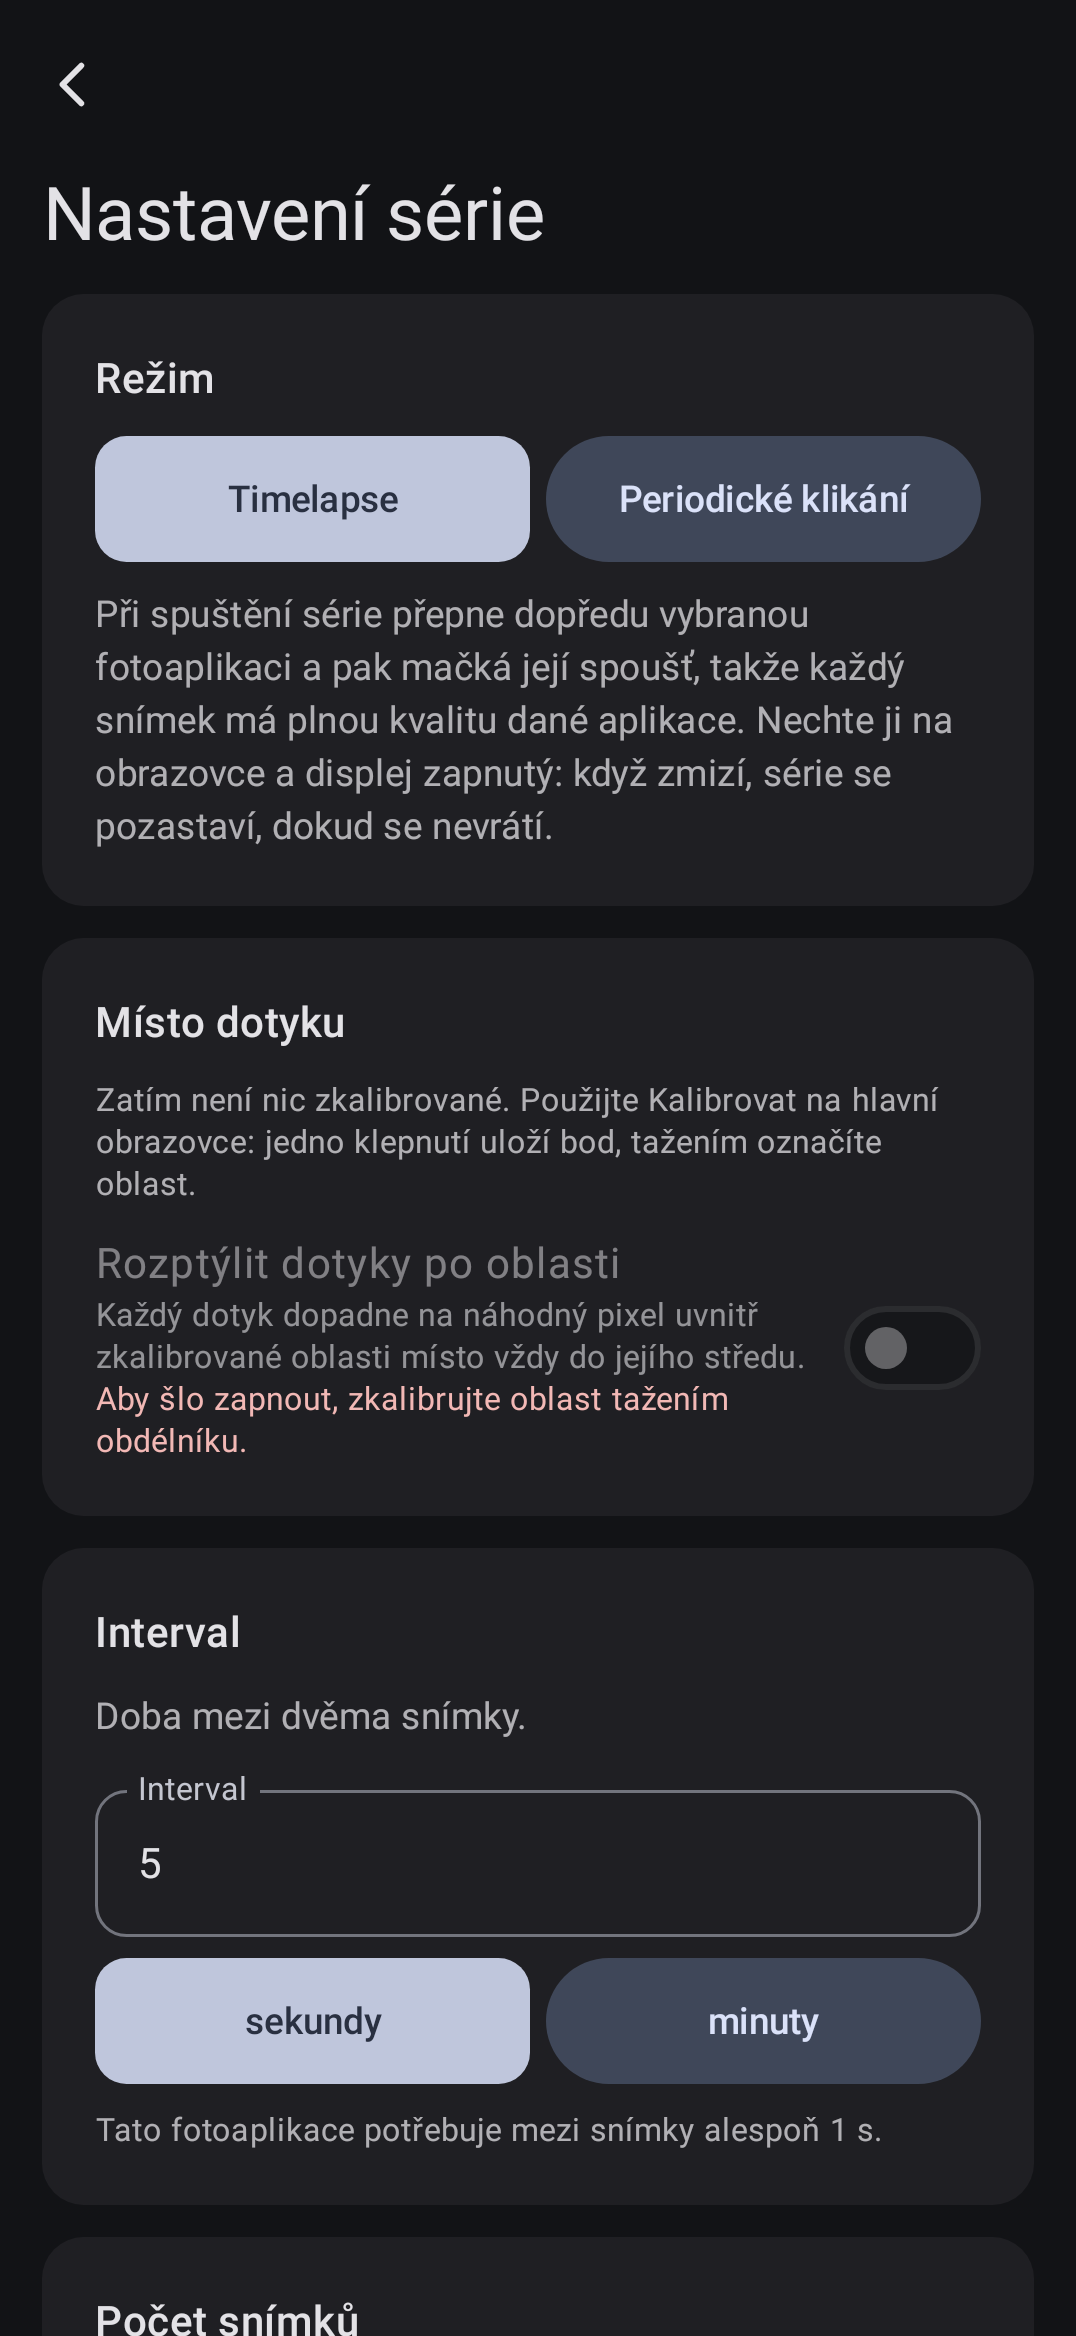 Nastavení série
Režim
Timelapse
Periodické klikání
Při spuštění série přepne dopředu vybranou
fotoaplikaci a pak mačká její spoušť, takže každý
snímek má plnou kvalitu dané aplikace. Nechte ji na
obrazovce a displej zapnutý: když zmizí, série se
pozastaví, dokud se nevrátí.
Místo dotyku
Zatím není nic zkalibrované. Použijte Kalibrovat na hlavní
obrazovce: jedno klepnutí uloží bod, tažením označíte
oblast.
Rozptýlit dotyky po oblasti
Každý dotyk dopadne na náhodný pixel uvnitř
zkalibrované oblasti místo vždy do jejího středu.
Aby šlo zapnout, zkalibrujte oblast tažením
obdélníku.
Interval
Doba mezi dvěma snímky.
Interval
5
sekundy
minuty
Tato fotoaplikace potřebuje mezi snímky alespoň 1 s.
Počet snímků